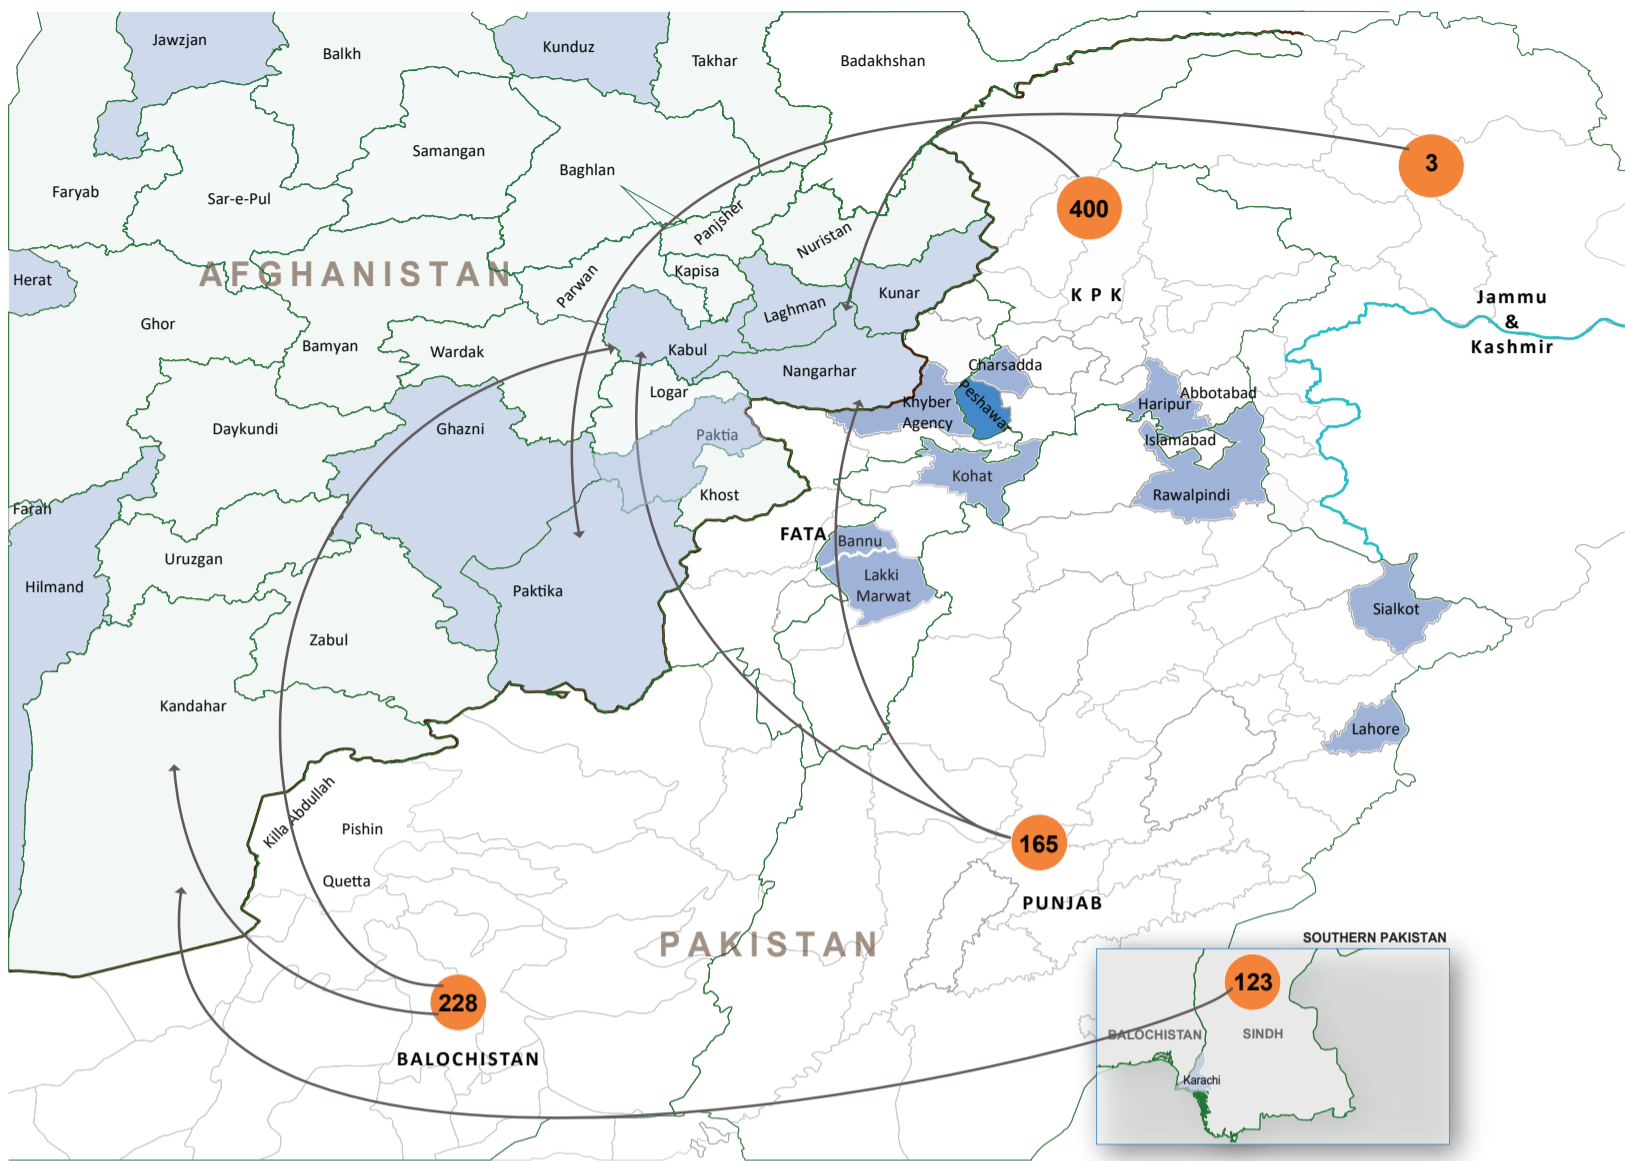 Jawzjan
Balkh
Kunduz
Takhar
Badakhshan
Samangan
Baghlan
Faryab
Sar-e-Pul
3
400
Panjsher
Nuristan
AFGHANISTAN
Herat
Parwan
Kapisa
Kunar
K P K
Jammu
&
Kashmir
Laghman
Ghor
Bamyan
Wardak
Kabul
Nangarhar
Charsadda
Logar
Khyber
Agency
Peshawar
Haripur
Abbotabad
Daykundi
Ghazni
Paktia
Islamabad
Kohat
Rawalpindi
Khost
Farah
FATA
Bannu
Uruzgan
Hilmand
Paktika
Lakki
Marwat
Sialkot
Zabul
Kandahar
Lahore
Killa Abdullah
Pishin
165
Quetta
PUNJAB
PAKISTAN
SOUTHERN PAKISTAN
123
228
BALOCHISTAN
SINDH
BALOCHISTAN
Karachi